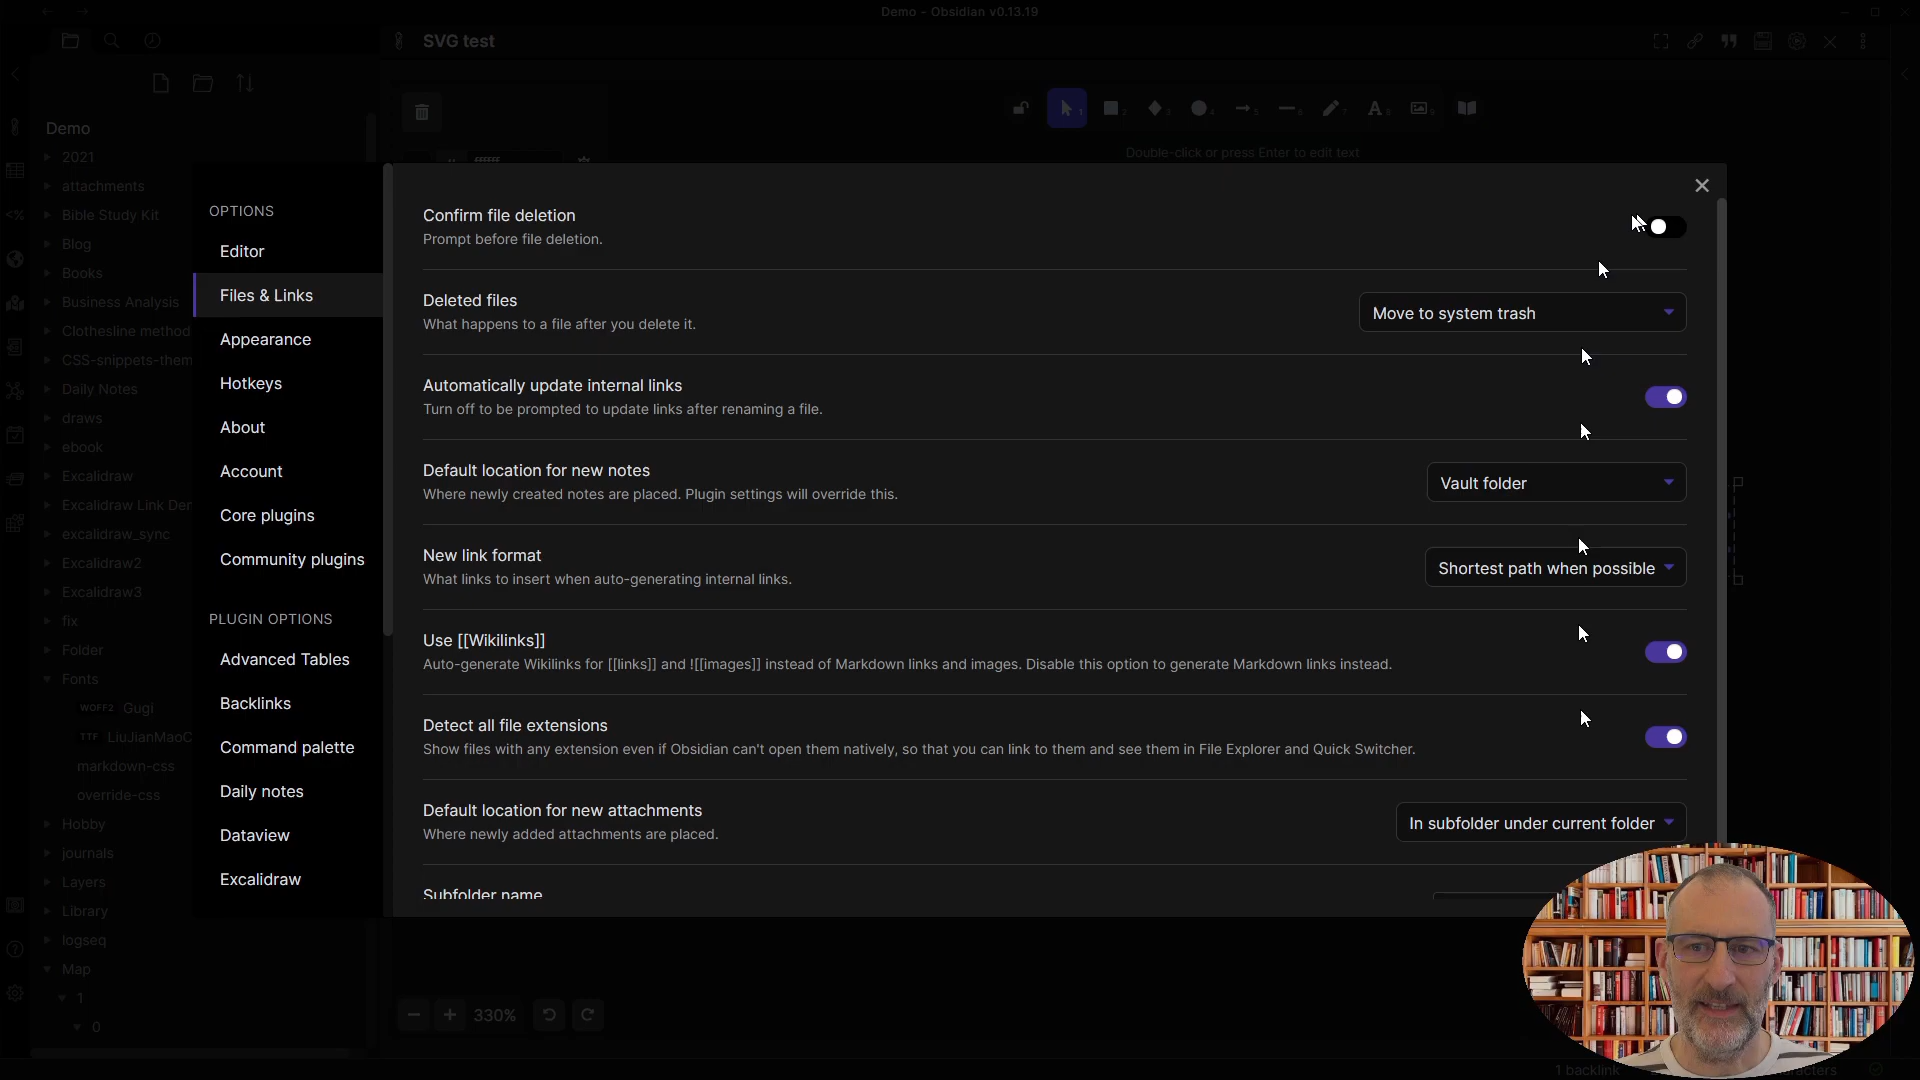 Demo - Obsidian v0.13.19
SVG test
Demo
2021
attachments
Bible Study Kit
Blog
Books
Business Analysis
Clothesline method
CSS-snippets-them
Daily Notes
draws
ebook
Excalidraw
Excalidraw Link Der
excalidraw_sync
Excalidraw2
Excalidraw3
fix
Folder
Fonts
WOFF2 Gugi
TTF LiuJianMaoC
markdown-css
override-css
Hobby
journals
Layers
Library
logseq
Map
1
0
Double-click or press Enter to edit text
OPTIONS
Editor
Files & Links
Appearance
Hotkeys
About
Account
Core plugins
Community plugins
PLUGIN OPTIONS
Advanced Tables
Backlinks
Command palette
Daily notes
Dataview
Excalidraw
Confirm file deletion
Prompt before file deletion.
Deleted files
What happens to a file after you delete it.
Move to system trash
Automatically update internal links
Turn off to be prompted to update links after renaming a file.
Default location for new notes
Where newly created notes are placed. Plugin settings will override this.
Vault folder
New link format
What links to insert when auto-generating internal links.
Shortest path when possible
Use [[Wikilinks]]
Auto-generate Wikilinks for [[links]] and ![[images]] instead of Markdown links and images. Disable this option to generate Markdown links instead.
Detect all file extensions
Show files with any extension even if Obsidian can't open them natively, so that you can link to them and see them in File Explorer and Quick Switcher.
Default location for new attachments
Where newly added attachments are placed.
In subfolder under current folder
Subfolder name
330%
1 backlink